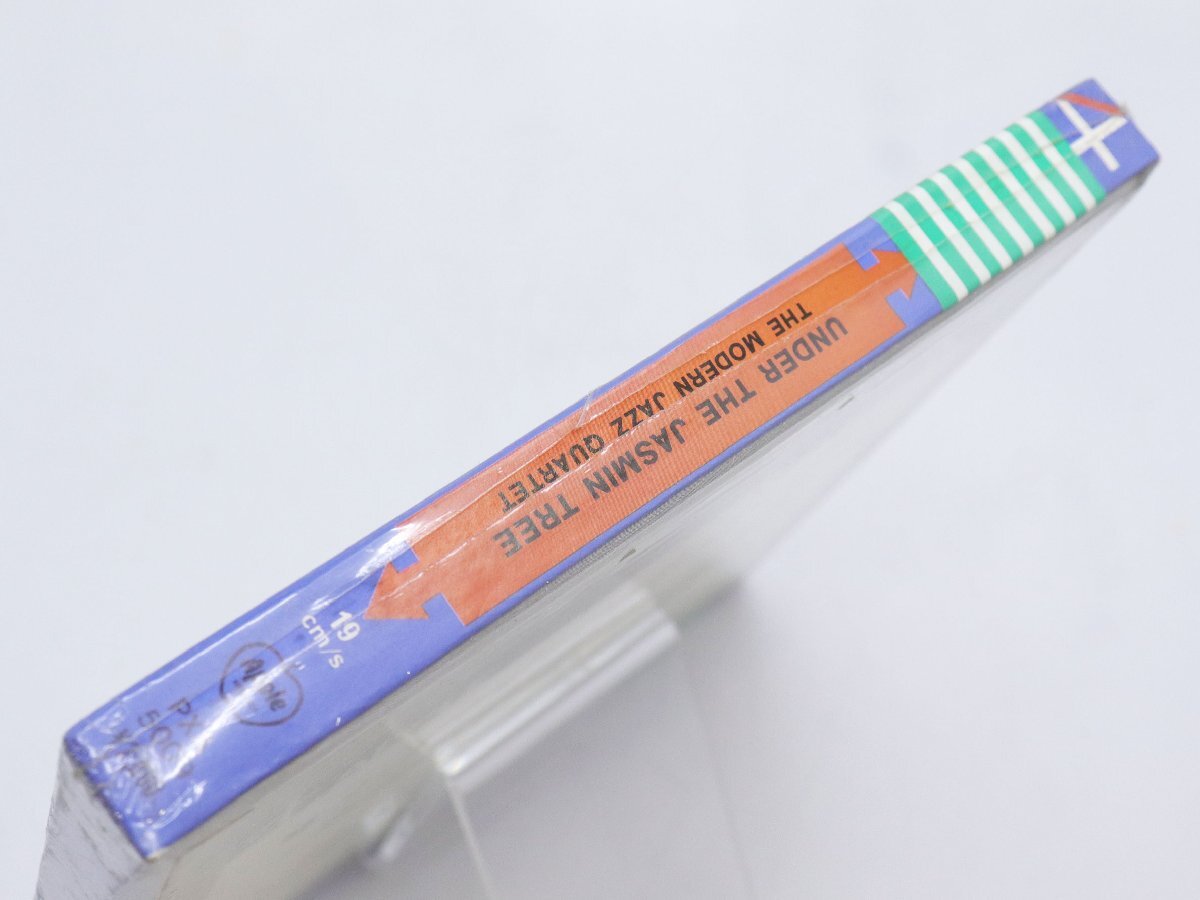 UNDER THE JASMIN TREE
THE MODERN JAZZ QUARTET
19
cm/s
Apple